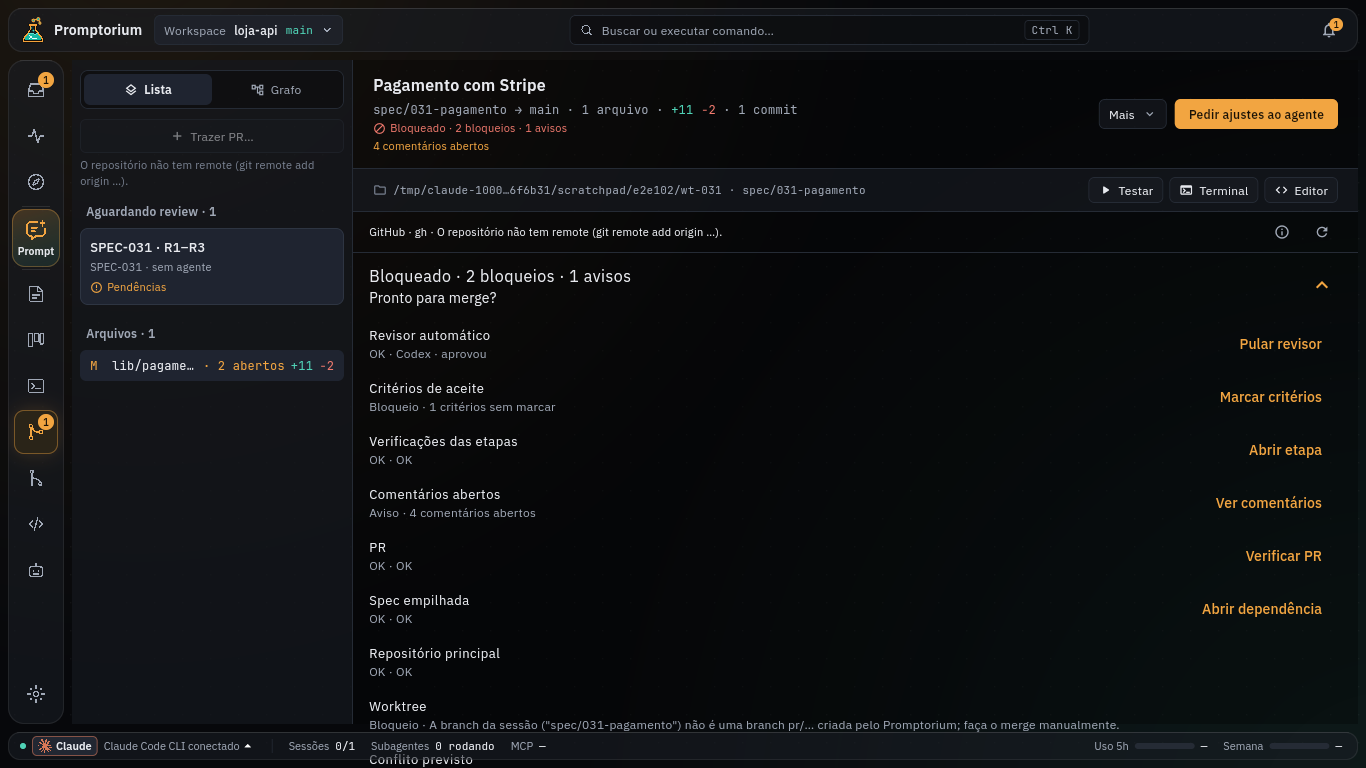 Promptorium
Workspace loja-api main
Buscar ou executar comando…
Ctrl K
1
1
Prompt
1
Lista
Grafo
+ Trazer PR…
O repositório não tem remote (git remote add
origin …).
Aguardando review · 1
SPEC-031 · R1–R3
SPEC-031 · sem agente
Pendências
Arquivos · 1
M lib/pagame… · 2 abertos +11 -2
Pagamento com Stripe
spec/031-pagamento → main · 1 arquivo · +11 -2 · 1 commit
Bloqueado · 2 bloqueios · 1 avisos
4 comentários abertos
Mais
Pedir ajustes ao agente
/tmp/claude-1000…6f6b31/scratchpad/e2e102/wt-031 · spec/031-pagamento
Testar
Terminal
Editor
GitHub · gh · O repositório não tem remote (git remote add origin …).
Bloqueado · 2 bloqueios · 1 avisos
Pronto para merge?
Revisor automático
OK · Codex · aprovou
Pular revisor
Critérios de aceite
Bloqueio · 1 critérios sem marcar
Marcar critérios
Verificações das etapas
OK · OK
Abrir etapa
Comentários abertos
Aviso · 4 comentários abertos
Ver comentários
PR
OK · OK
Verificar PR
Spec empilhada
OK · OK
Abrir dependência
Repositório principal
OK · OK
Worktree
Bloqueio · A branch da sessão ("spec/031-pagamento") não é uma branch pr/… criada pelo Promptorium; faça o merge manualmente.
Conflito previsto
Claude
Claude Code CLI conectado
Sessões 0/1
Subagentes 0 rodando
MCP —
Uso 5h —
Semana —